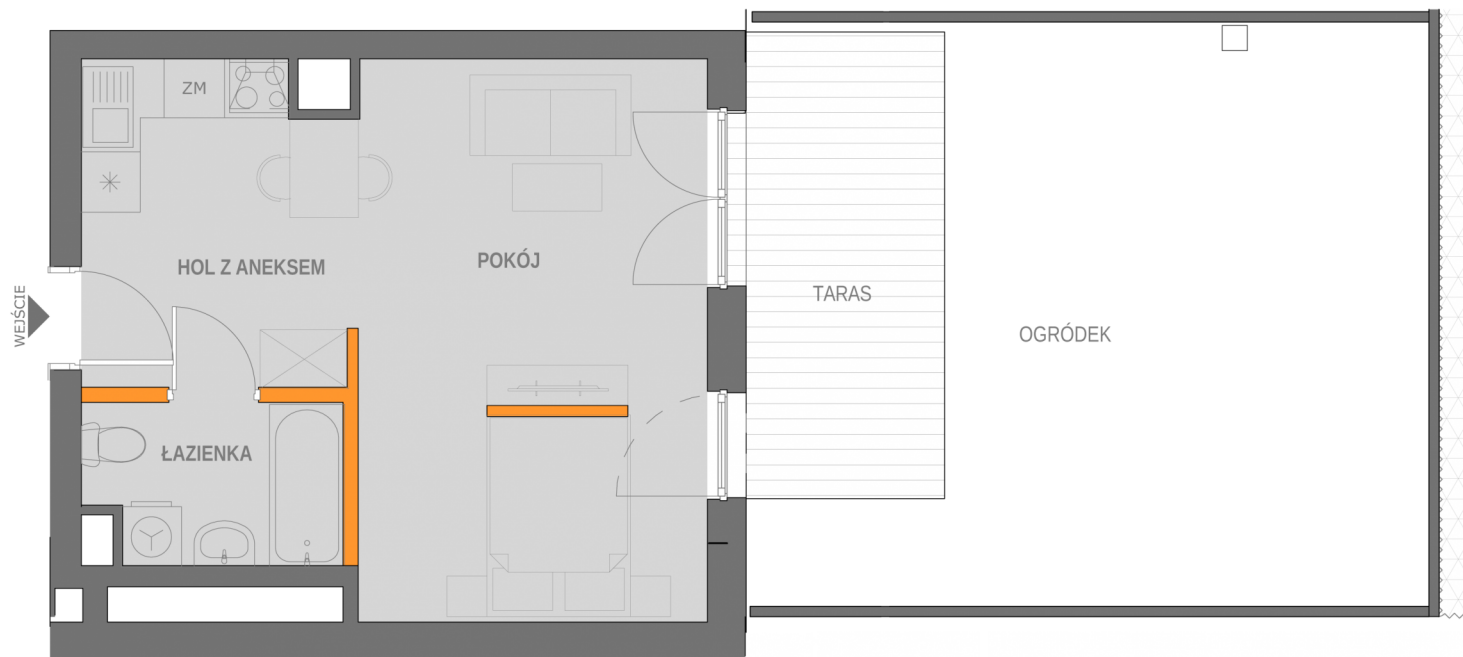 ZM
HOL Z ANEKSEM
POKÓJ
TARAS
OGRÓDEK
WEJŚCIE
ŁAZIENKA